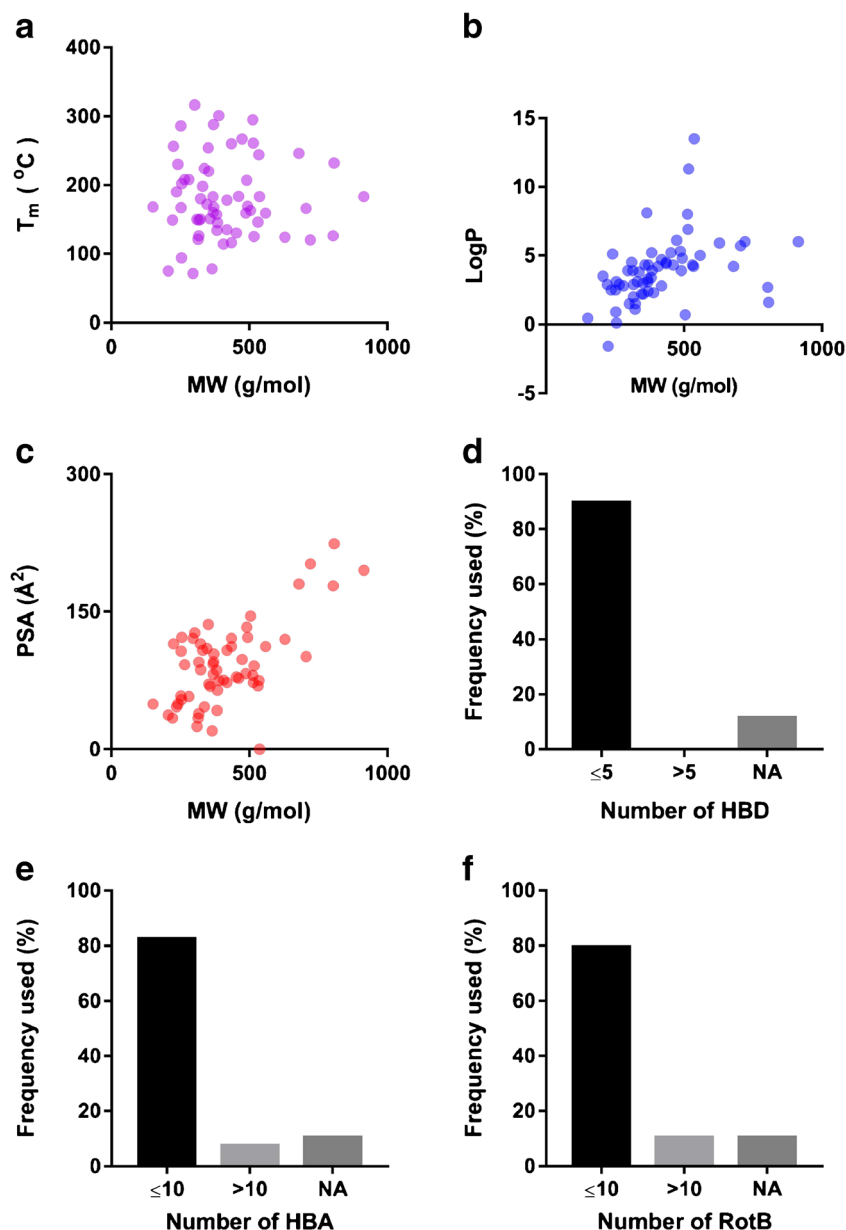 a
400
300
200
100
0
Tm ( oC)
0 500 1000
MW (g/mol)
b
15
10
5
0
-5
LogP
500 1000
MW (g/mol)
c
300
150
0
PSA (Å2)
0 500 1000
MW (g/mol)
d
100
80
60
40
20
0
Frequency used (%)
≤5 >5 NA
Number of HBD
e
100
80
60
40
20
0
Frequency used (%)
≤10 >10 NA
Number of HBA
f
100
80
60
40
20
0
Frequency used (%)
≤10 >10 NA
Number of RotB